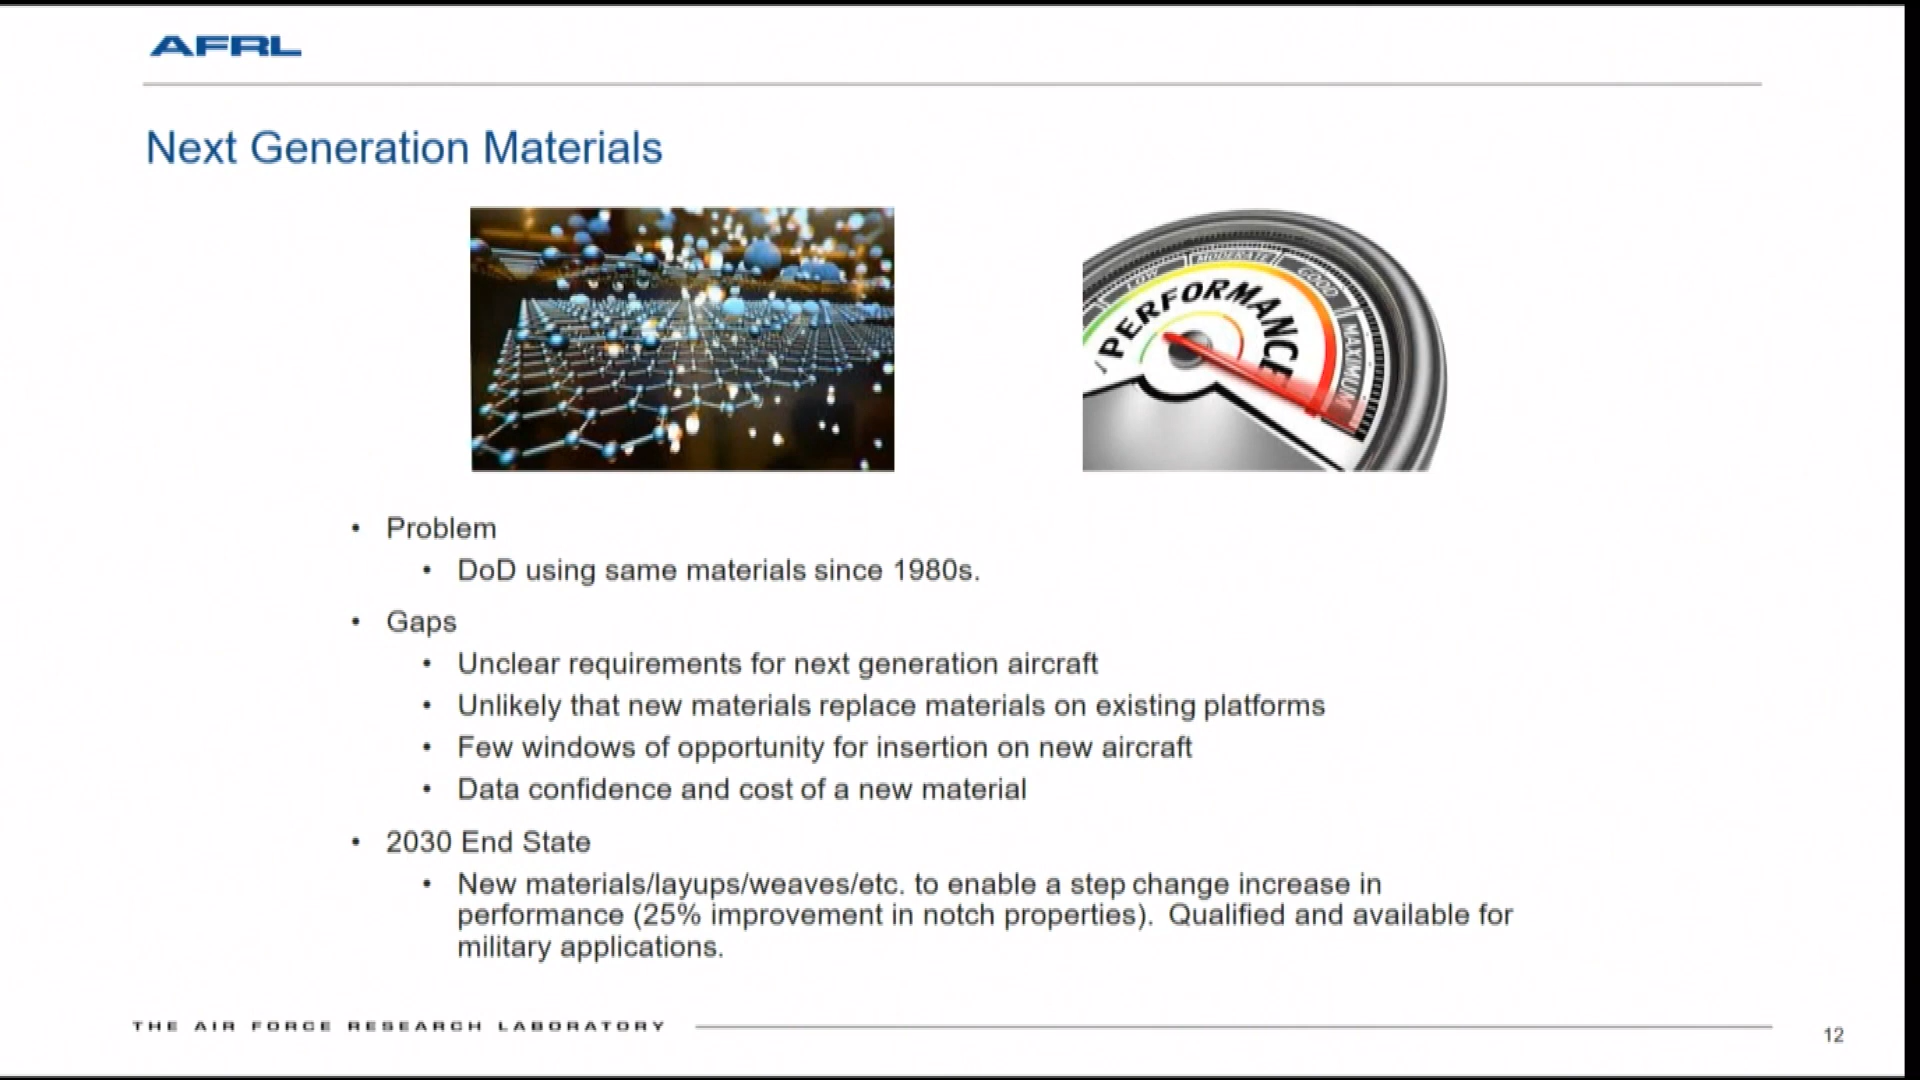 AFRL
Next Generation Materials
LOW
MODERATE
GOOD
MAXIMUM
PERFORMANCE
• Problem
• DoD using same materials since 1980s.
• Gaps
• Unclear requirements for next generation aircraft
• Unlikely that new materials replace materials on existing platforms
• Few windows of opportunity for insertion on new aircraft
• Data confidence and cost of a new material
• 2030 End State
• New materials/layups/weaves/etc. to enable a step change increase in
performance (25% improvement in notch properties). Qualified and available for
military applications.
THE AIR FORCE RESEARCH LABORATORY
12